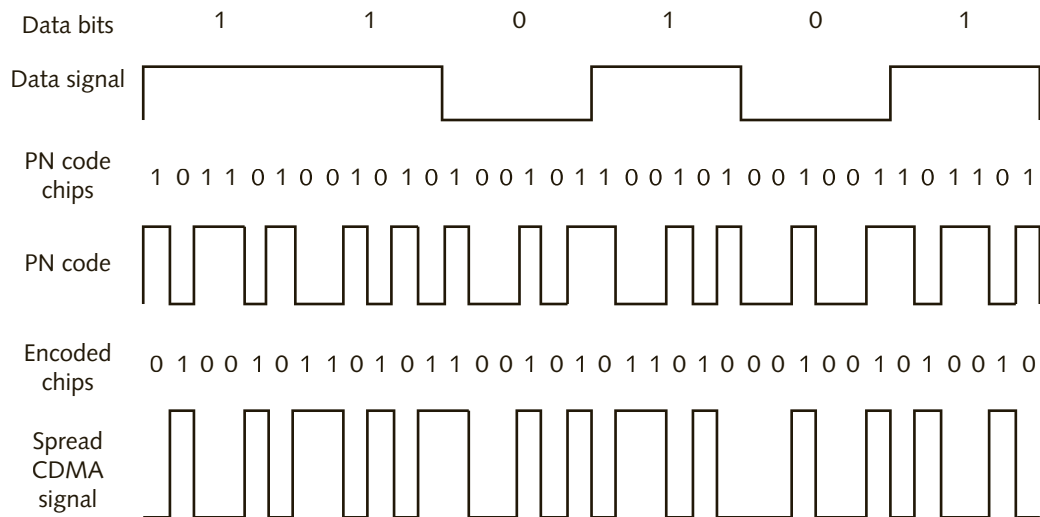 Data bits 1 1 0 1 0 1
Data signal
PN code
chips
1 0 1 1 0 1 0 0 1 0 1 0 1 0 0 1 0 1 1 0 0 1 0 1 0 0 1 0 0 1 1 0 1 1 0 1
PN code
Encoded
chips
0 1 0 0 1 0 1 1 0 1 0 1 1 0 0 1 0 1 0 1 1 0 1 0 0 0 1 0 0 1 0 1 0 0 1 0
Spread
CDMA
signal